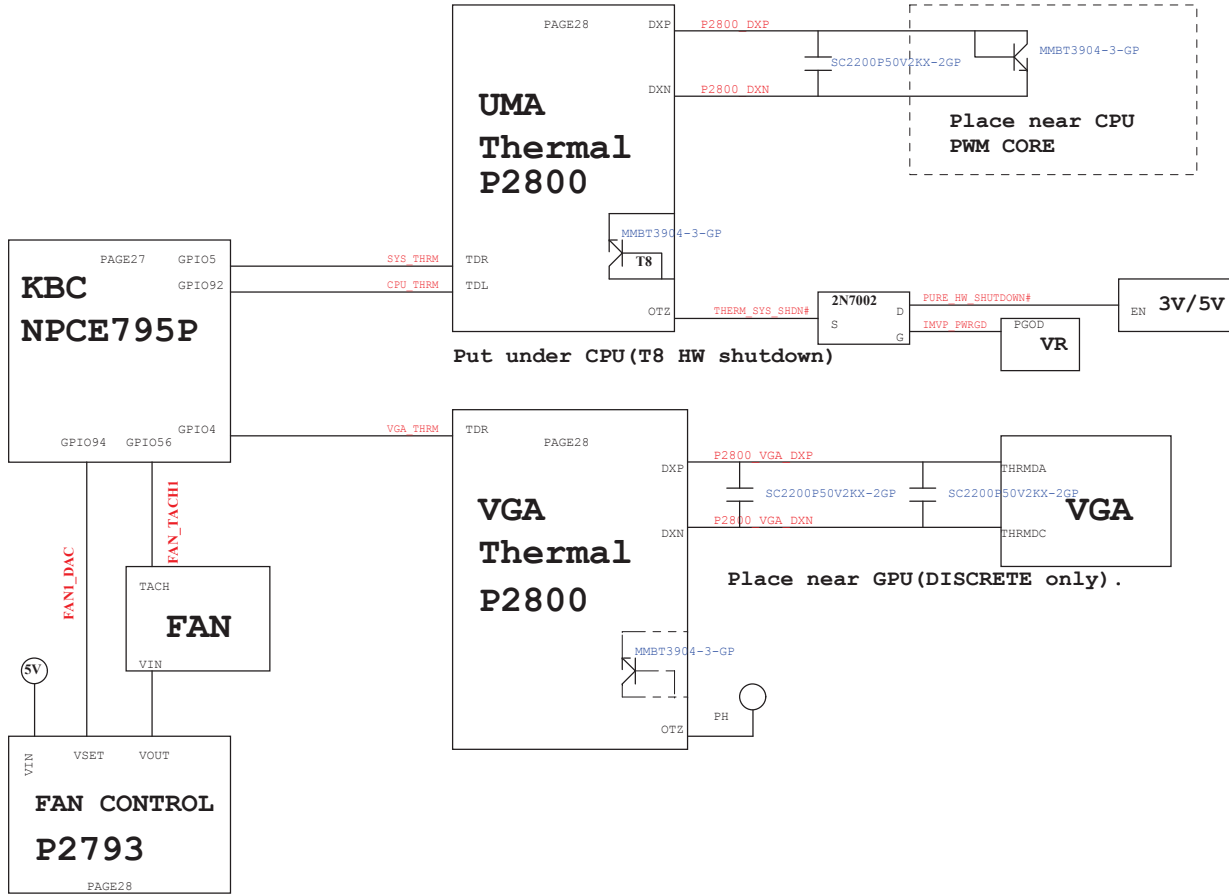 PAGE28
DXP
P2800_DXP
MMBT3904-3-GP
SC2200P50V2KX-2GP
DXN
P2800_DXN
UMA
Thermal
P2800
Place near CPU
PWM CORE
MMBT3904-3-GP
T8
PAGE27
GPIO5
SYS_THRM
TDR
KBC
NPCE795P
GPIO92
CPU_THRM
TDL
OTZ
THERM_SYS_SHDN#
2N7002
S
D
G
PURE_HW_SHUTDOWN#
IMVP_PWRGD
PGOD
VR
EN
3V/5V
Put under CPU(T8 HW shutdown)
GPIO4
VGA_THRM
TDR
GPIO94
GPIO56
PAGE28
DXP
P2800_VGA_DXP
THRMDA
SC2200P50V2KX-2GP
SC2200P50V2KX-2GP
VGA
VGA
Thermal
P2800
DXN
P2800_VGA_DXN
THRMDC
Place near GPU(DISCRETE only).
FAN1_DAC
FAN_TACH1
TACH
FAN
VIN
MMBT3904-3-GP
5V
PH
OTZ
VIN
VSET
VOUT
FAN CONTROL
P2793
PAGE28